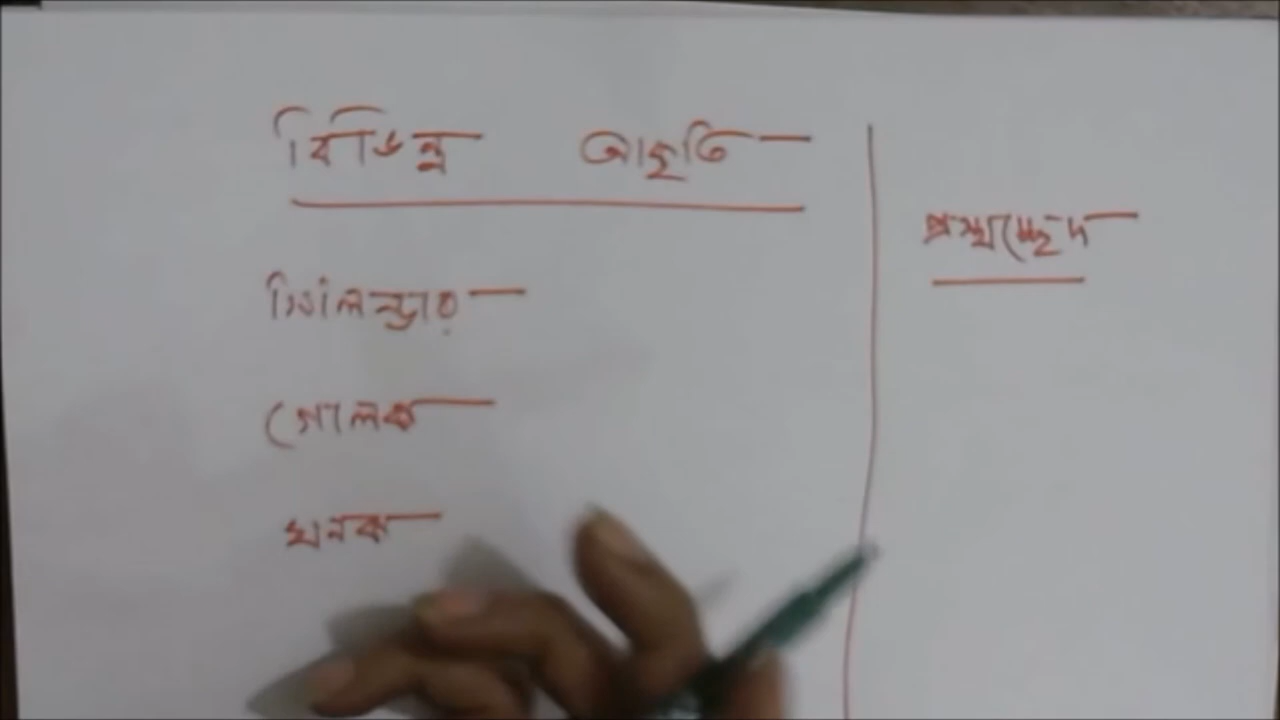 বিভিন্ন আকৃতি
প্রস্থচ্ছেদ
সিলিন্ডার
গোলক
ঘনক